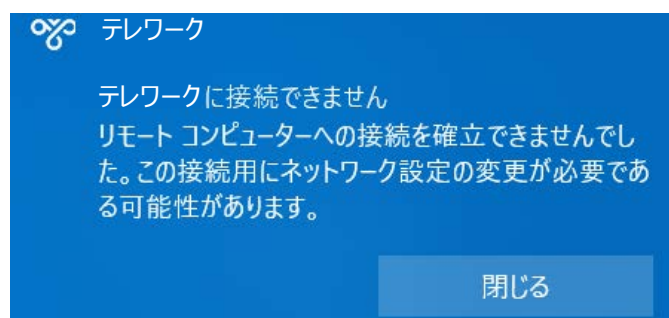 テレワーク
テレワークに接続できません
リモート コンピューターへの接続を確立できませんでし
た。この接続用にネットワーク設定の変更が必要であ
る可能性があります。
閉じる